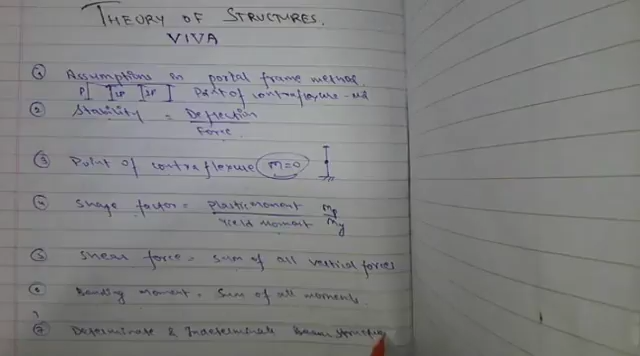 THEORY OF STRUCTURES.
VIVA
① Assumptions in portal frame method.
P 2P 2P Point of contraflexure - mid
② Stability = Deflection
Force.
③ Point of contraflexure M=0
④ Shape factor = plastic moment Mp
Yield Moment My
⑤ Shear force = Sum of all vertical forces
⑥ Bending moment = Sum of all moments.
⑦ Determinate & Indeterminate Beam